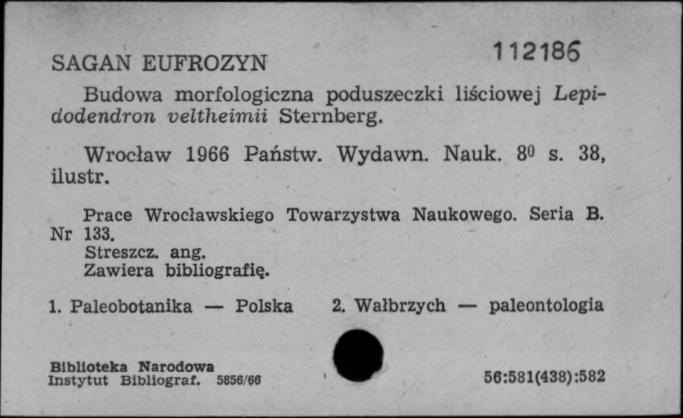 112186
SAGAN EUFROZYN
Budowa morfologiczna poduszeczki liściowej Lepi-
dodendron veltheimii Sternberg.
Wrocław 1966 Państw. Wydawn. Nauk. 8⁰ s. 38,
ilustr.
Prace Wrocławskiego Towarzystwa Naukowego. Seria B.
Nr 133.
Streszcz. ang.
Zawiera bibliografię.
1. Paleobotanika — Polska 2. Wałbrzych — paleontologia
Biblioteka Narodowa
Instytut Bibliograf. 5856/66
56:581(438):582